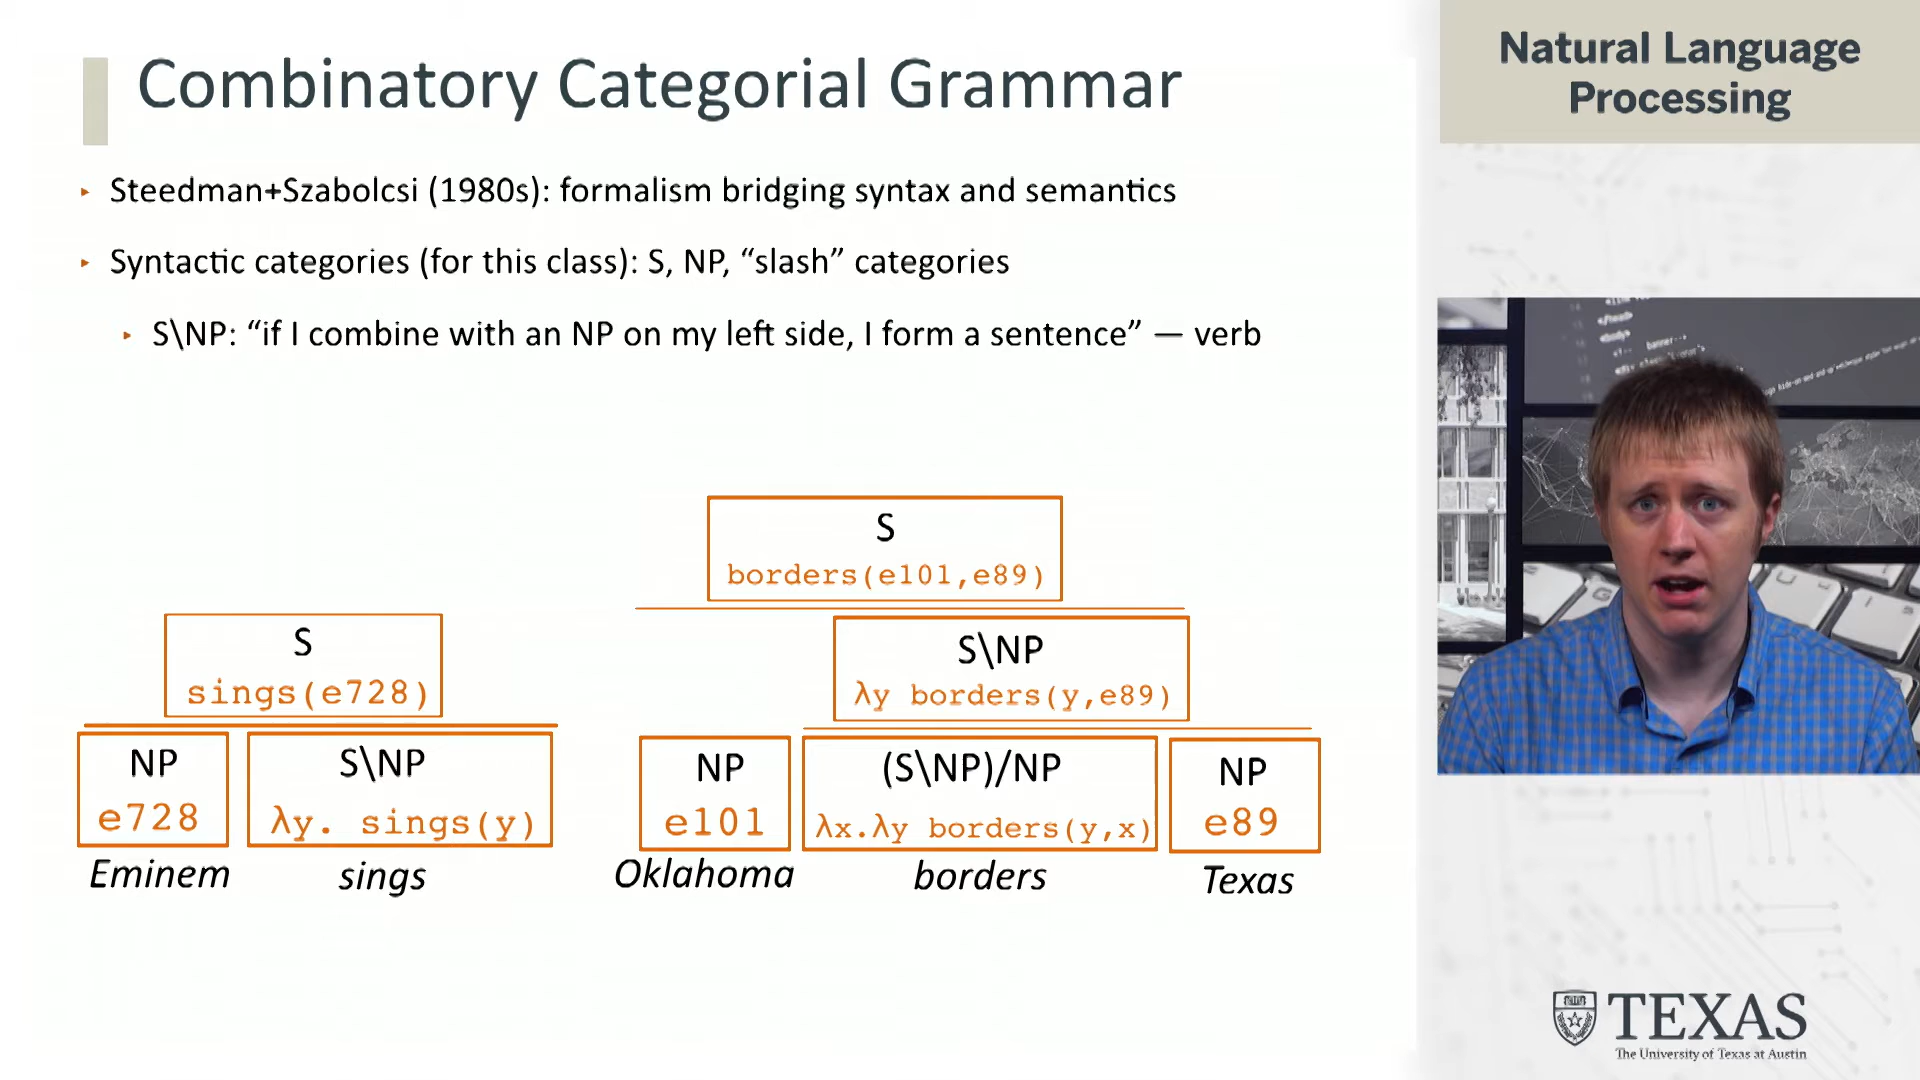 Combinatory Categorial Grammar
Natural Language
Processing
▸ Steedman+Szabolcsi (1980s): formalism bridging syntax and semantics
▸ Syntactic categories (for this class): S, NP, “slash” categories
▸ S\NP: “if I combine with an NP on my left side, I form a sentence” — verb
S
sings(e728)
NP
e728
Eminem
S\NP
λy. sings(y)
sings
S
borders(e101,e89)
S\NP
λy borders(y,e89)
NP
e101
Oklahoma
(S\NP)/NP
λx.λy borders(y,x)
borders
NP
e89
Texas
TEXAS
The University of Texas at Austin